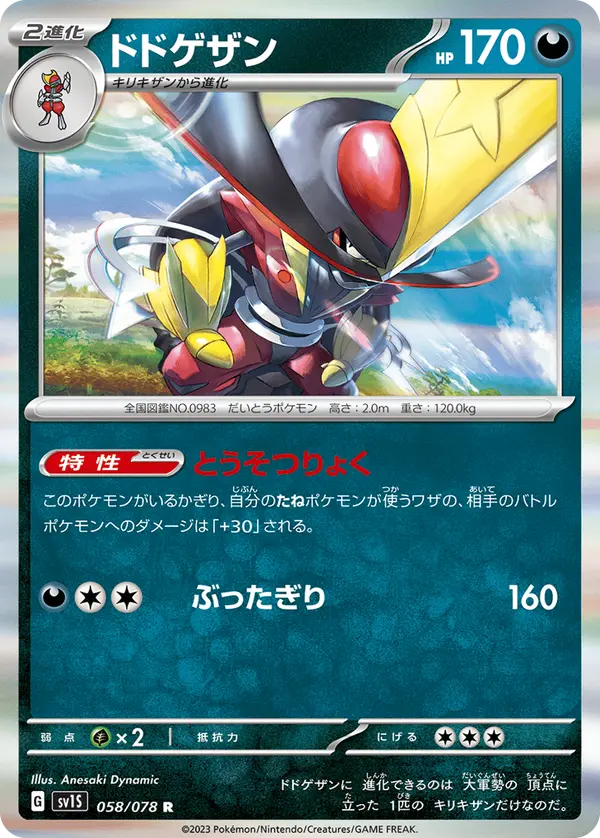 2進化
ドドゲザン
HP 170
キリキザンから進化
全国図鑑NO.0983 だいとうポケモン 高さ:2.0m 重さ:120.0kg
特性 とくせい とうそつりょく
このポケモンがいるかぎり、自分のたねポケモンが使うワザの、相手のバトル
ポケモンへのダメージは「+30」される。
ぶったぎり 160
弱点 ×2 抵抗力 にげる
Illus. Anesaki Dynamic
G sv1S 058/078 R
ドドゲザンに 進化できるのは 大軍勢の 頂点に
立った 1匹の キリキザンだけなのだ。
©2023 Pokémon/Nintendo/Creatures/GAME FREAK.